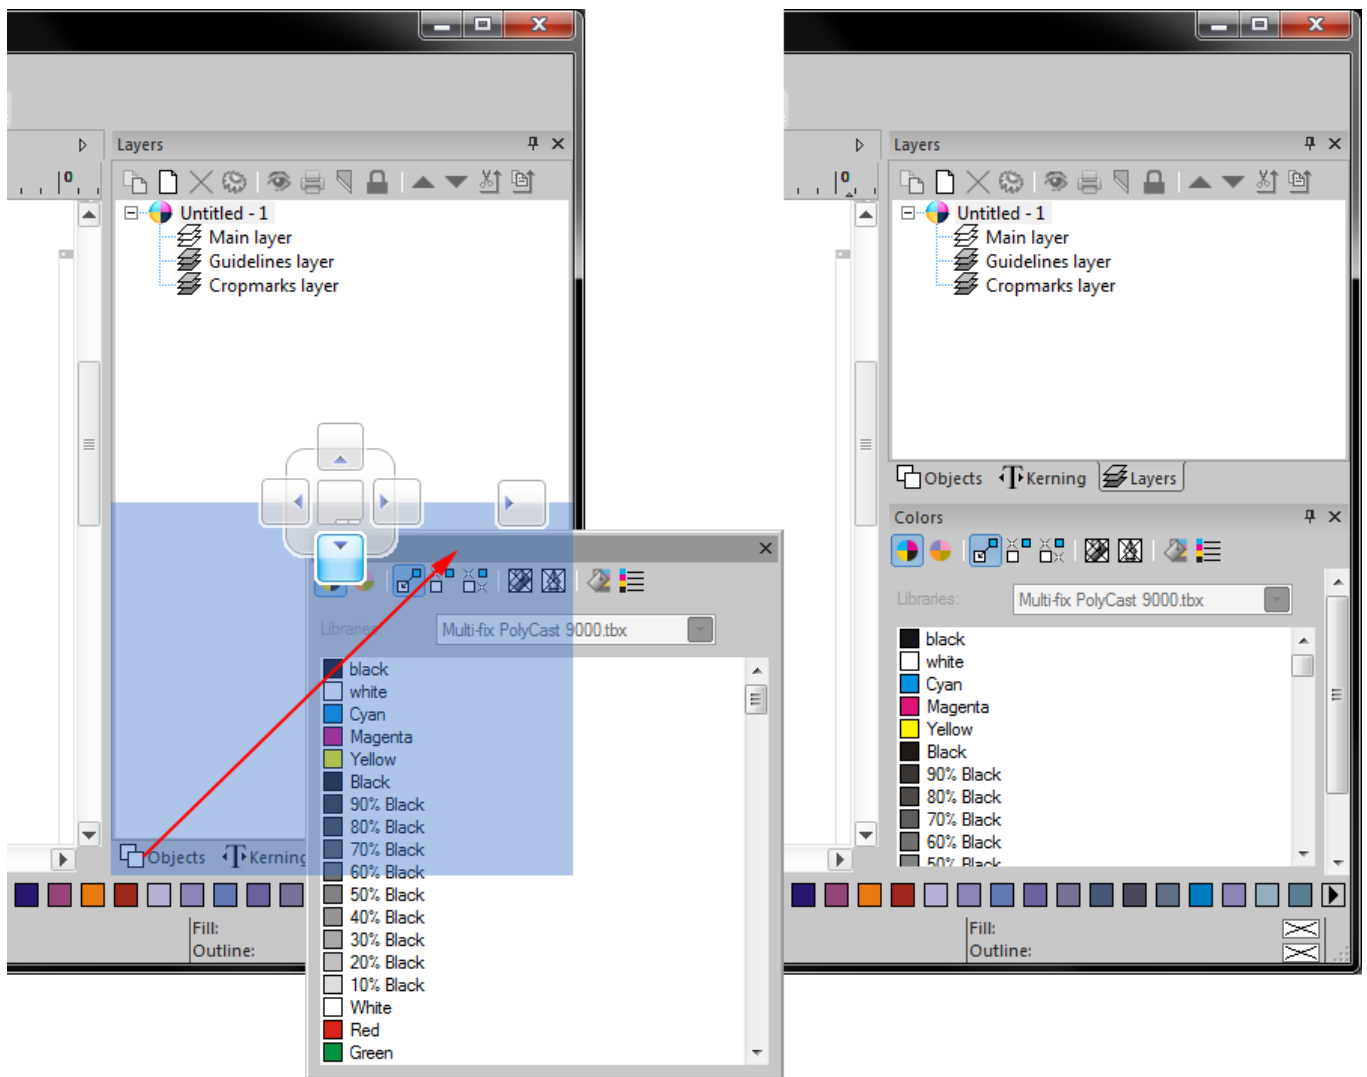 Layers
0
Untitled - 1
Main layer
Guidelines layer
Cropmarks layer
Libraries:
Multi-fix PolyCast 9000.tbx
black
white
Cyan
Magenta
Yellow
Black
90% Black
80% Black
70% Black
60% Black
50% Black
40% Black
30% Black
20% Black
10% Black
White
Red
Green
Objects
Kerning
Fill:
Outline:
Layers
0
Untitled - 1
Main layer
Guidelines layer
Cropmarks layer
Objects Kerning Layers
Colors
Libraries:
Multi-fix PolyCast 9000.tbx
black
white
Cyan
Magenta
Yellow
Black
90% Black
80% Black
70% Black
60% Black
50% Black
Fill:
Outline: